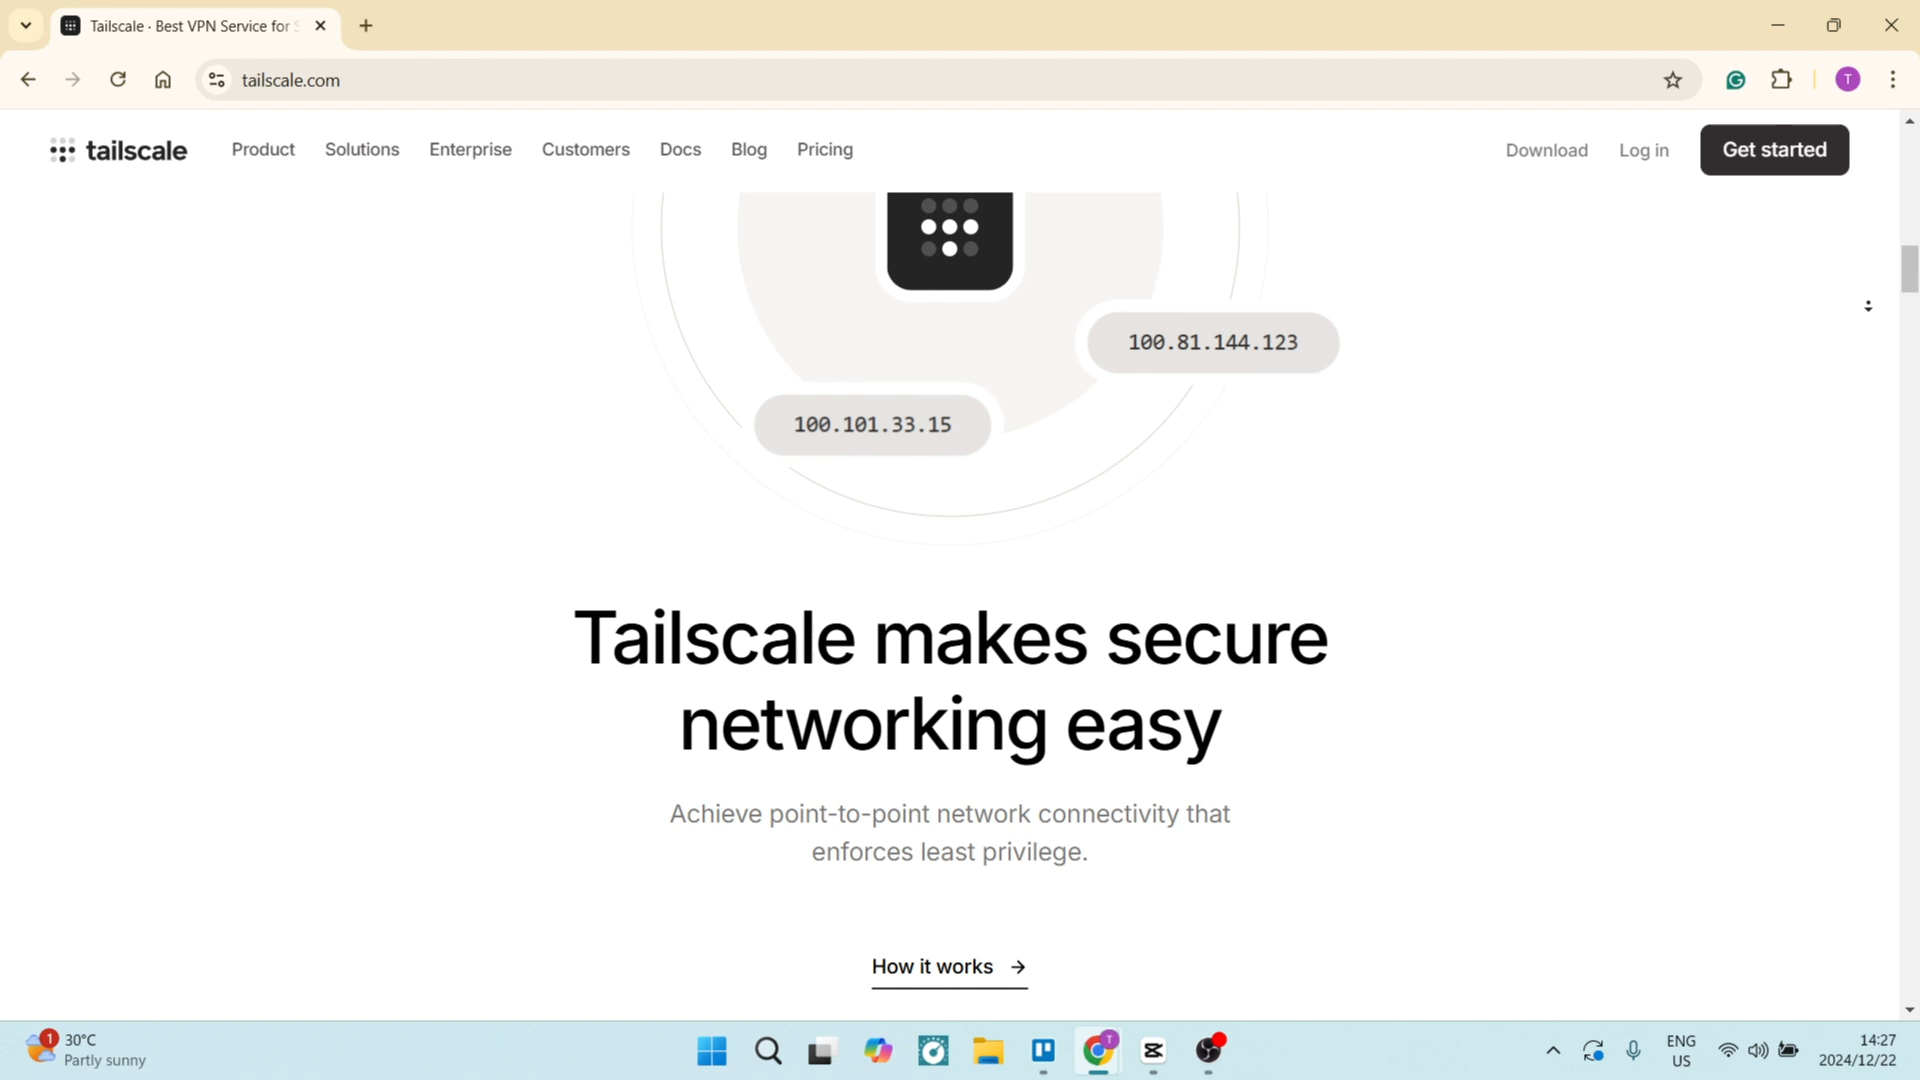 Tailscale · Best VPN Service for S
tailscale.com
T
tailscale
Product
Solutions
Enterprise
Customers
Docs
Blog
Pricing
Download
Log in
Get started
100.81.144.123
100.101.33.15
Tailscale makes secure
networking easy
Achieve point-to-point network connectivity that
enforces least privilege.
How it works
1
30°C
Partly sunny
T
ENG
US
14:27
2024/12/22